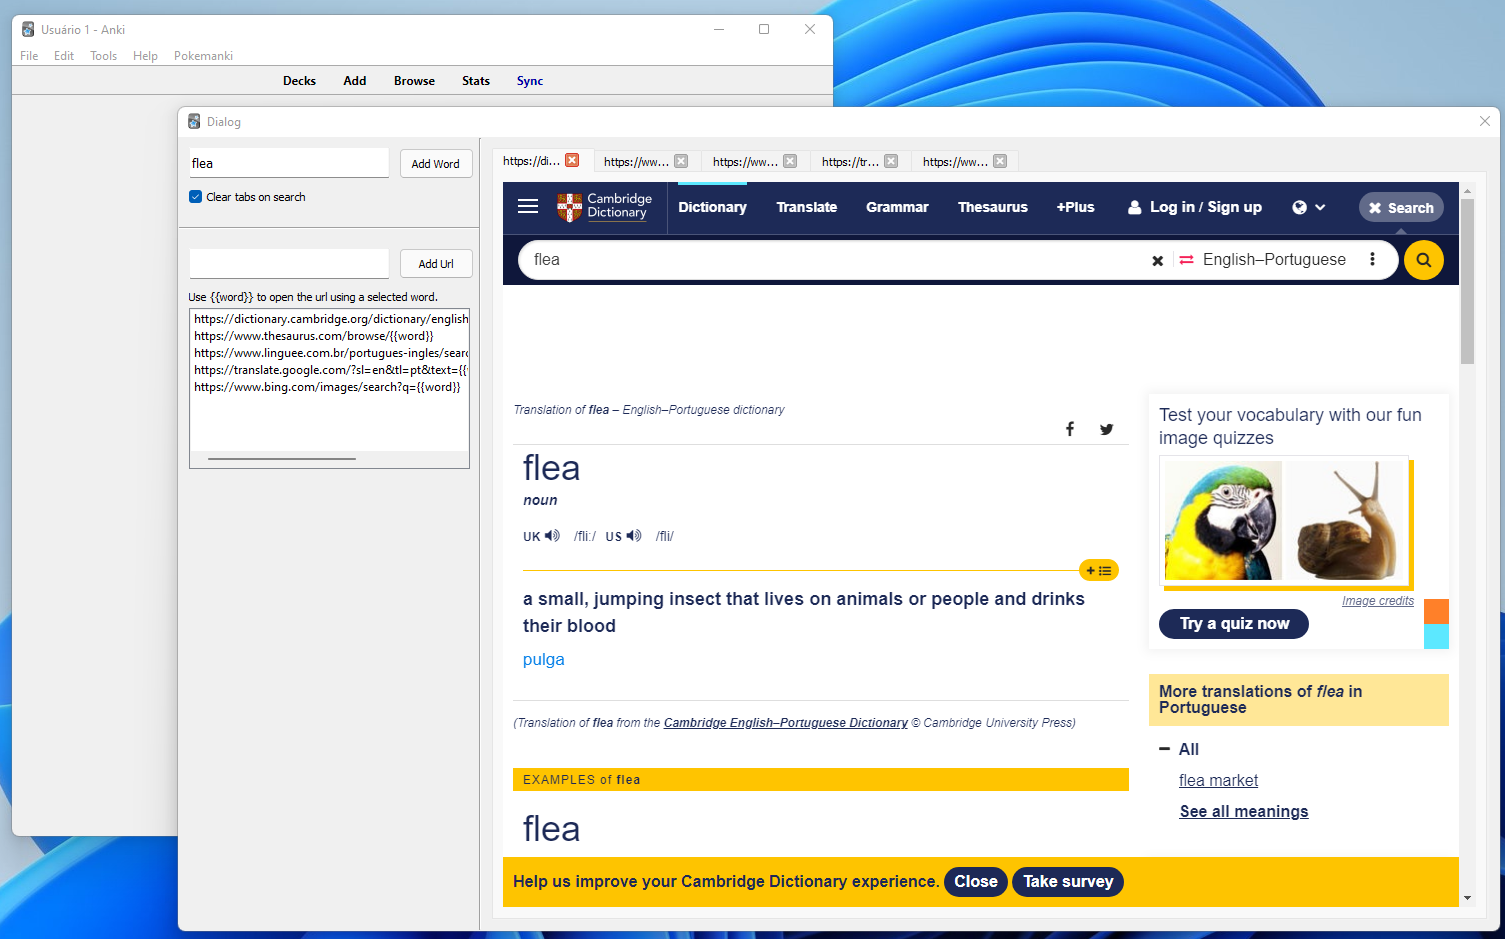 Usuário 1 - Anki
File Edit Tools Help Pokemanki
Decks Add Browse Stats Sync
Dialog
flea
Add Word
Clear tabs on search
Add Url
Use {{word}} to open the url using a selected word.
https://dictionary.cambridge.org/dictionary/english
https://www.thesaurus.com/browse/{{word}}
https://www.linguee.com.br/portugues-ingles/searc
https://translate.google.com/?sl=en&tl=pt&text={{
https://www.bing.com/images/search?q={{word}}
https://di... https://ww... https://ww... https://tr... https://ww...
Cambridge
Dictionary
Dictionary Translate Grammar Thesaurus +Plus Log in / Sign up Search
flea
English–Portuguese
Translation of flea – English–Portuguese dictionary
flea
noun
UK /fliː/ US /fli/
a small, jumping insect that lives on animals or people and drinks
their blood
pulga
(Translation of flea from the Cambridge English–Portuguese Dictionary © Cambridge University Press)
EXAMPLES of flea
flea
Test your vocabulary with our fun
image quizzes
Image credits
Try a quiz now
More translations of flea in
Portuguese
All
flea market
See all meanings
Help us improve your Cambridge Dictionary experience. Close Take survey